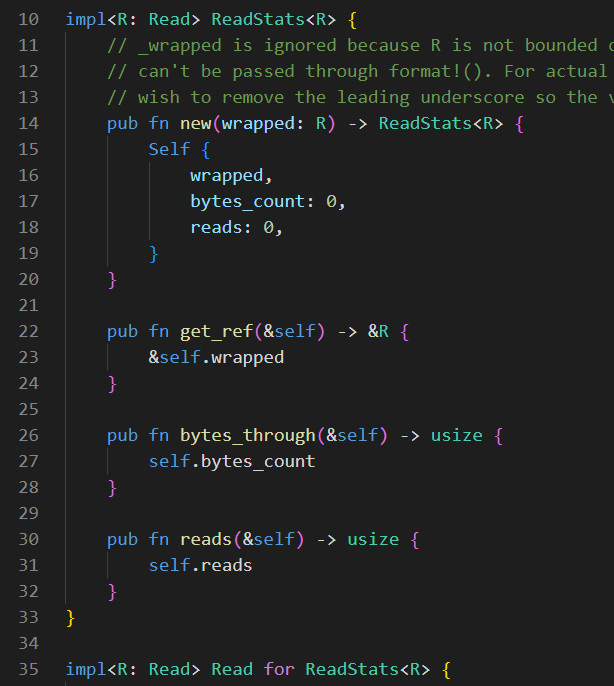 10 impl<R: Read> ReadStats<R> {
11     // _wrapped is ignored because R is not bounded
12     // can't be passed through format!(). For actual
13     // wish to remove the leading underscore so the
14     pub fn new(wrapped: R) -> ReadStats<R> {
15         Self {
16             wrapped,
17             bytes_count: 0,
18             reads: 0,
19         }
20     }
21
22     pub fn get_ref(&self) -> &R {
23         &self.wrapped
24     }
25
26     pub fn bytes_through(&self) -> usize {
27         self.bytes_count
28     }
29
30     pub fn reads(&self) -> usize {
31         self.reads
32     }
33 }
34
35 impl<R: Read> Read for ReadStats<R> {